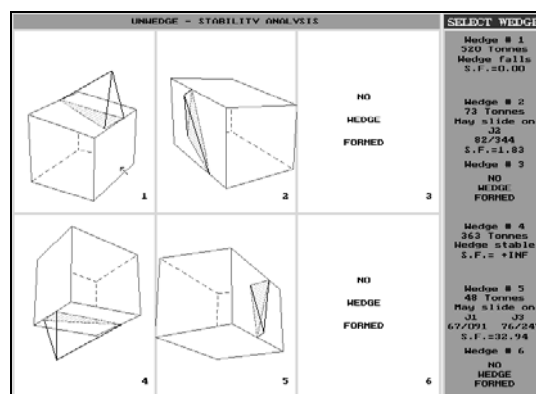 UNWEDGE - STABILITY ANALYSIS
1
2
NO
WEDGE
FORMED
3
4
5
NO
WEDGE
FORMED
6
SELECT WEDGE
Wedge # 1
520 Tonnes
Wedge falls
S.F.=0.00
Wedge # 2
73 Tonnes
May slide on
J2
82/344
S.F.=1.83
Wedge # 3
NO
WEDGE
FORMED
Wedge # 4
363 Tonnes
Wedge stable
S.F.= +INF
Wedge # 5
48 Tonnes
May slide on
J1 J3
67/091 76/24
S.F.=32.94
Wedge # 6
NO
WEDGE
FORMED